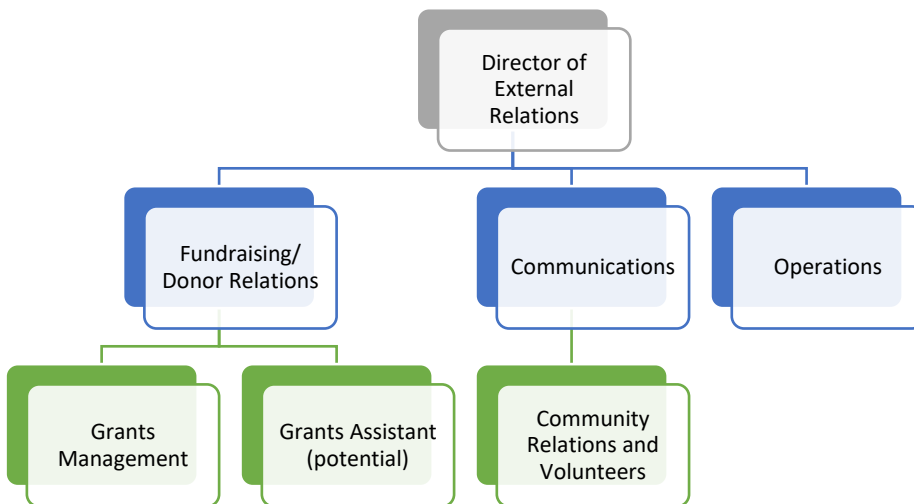 Director of
External
Relations
Fundraising/
Donor Relations
Communications
Operations
Grants
Management
Grants Assistant
(potential)
Community
Relations and
Volunteers